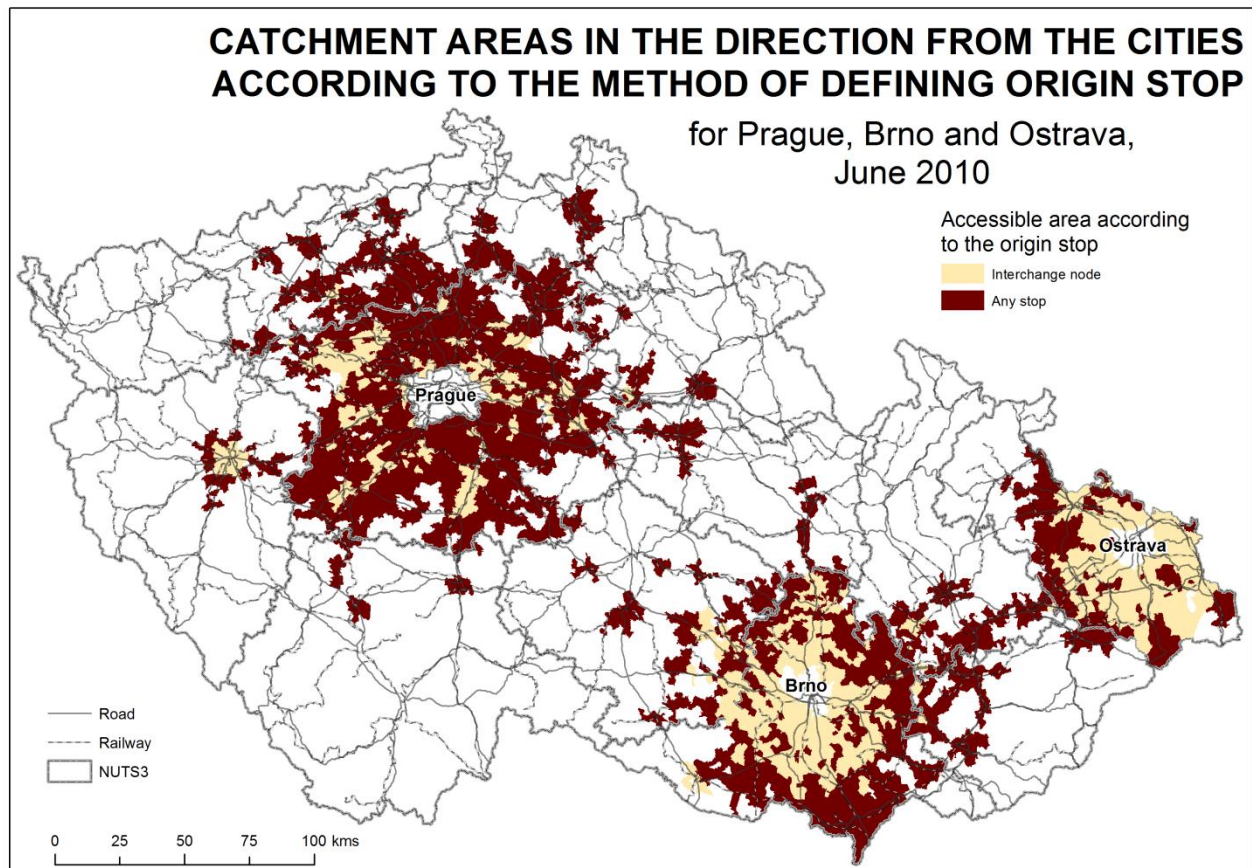 CATCHMENT AREAS IN THE DIRECTION FROM THE CITIES
ACCORDING TO THE METHOD OF DEFINING ORIGIN STOP
for Prague, Brno and Ostrava,
June 2010
Accessible area according
to the origin stop
Interchange node
Any stop
Prague
Ostrava
Brno
Road
Railway
NUTS3
0 25 50 75 100 kms